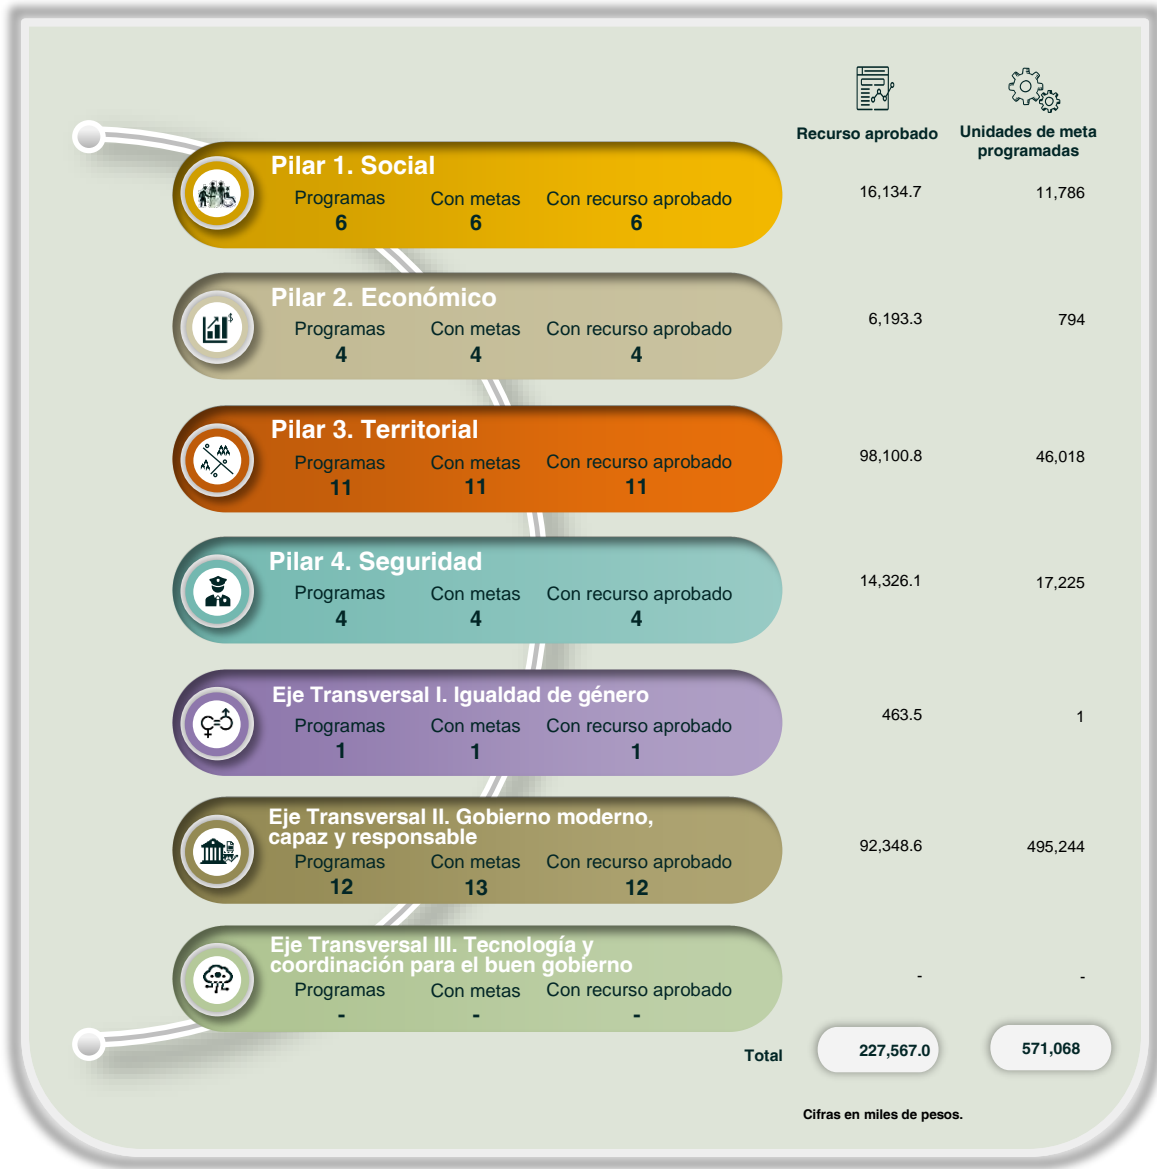 Recurso aprobado
Unidades de meta
programadas
Pilar 1. Social
Programas Con metas Con recurso aprobado
6 6 6
16,134.7 11,786
Pilar 2. Económico
Programas Con metas Con recurso aprobado
4 4 4
6,193.3 794
Pilar 3. Territorial
Programas Con metas Con recurso aprobado
11 11 11
98,100.8 46,018
Pilar 4. Seguridad
Programas Con metas Con recurso aprobado
4 4 4
14,326.1 17,225
Eje Transversal I. Igualdad de género
Programas Con metas Con recurso aprobado
1 1 1
463.5 1
Eje Transversal II. Gobierno moderno,
capaz y responsable
Programas Con metas Con recurso aprobado
12 13 12
92,348.6 495,244
Eje Transversal III. Tecnología y
coordinación para el buen gobierno
Programas Con metas Con recurso aprobado
- - -
- -
Total 227,567.0 571,068
Cifras en miles de pesos.